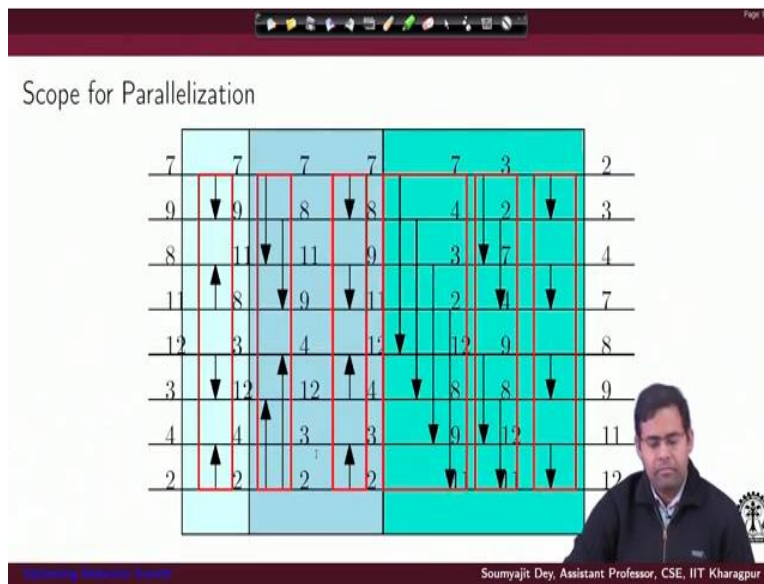 Page
Scope for Parallelization
7 7 7 7 7 3 2
9 9 8 8 4 2 3
8 11 11 9 3 7 4
11 8 9 11 2 4 7
12 3 4 12 12 9 8
3 12 12 4 8 8 9
4 4 3 3 9 12 11
2 2 2 2 11 11 12
Soumyajit Dey, Assistant Professor, CSE, IIT Kharagpur